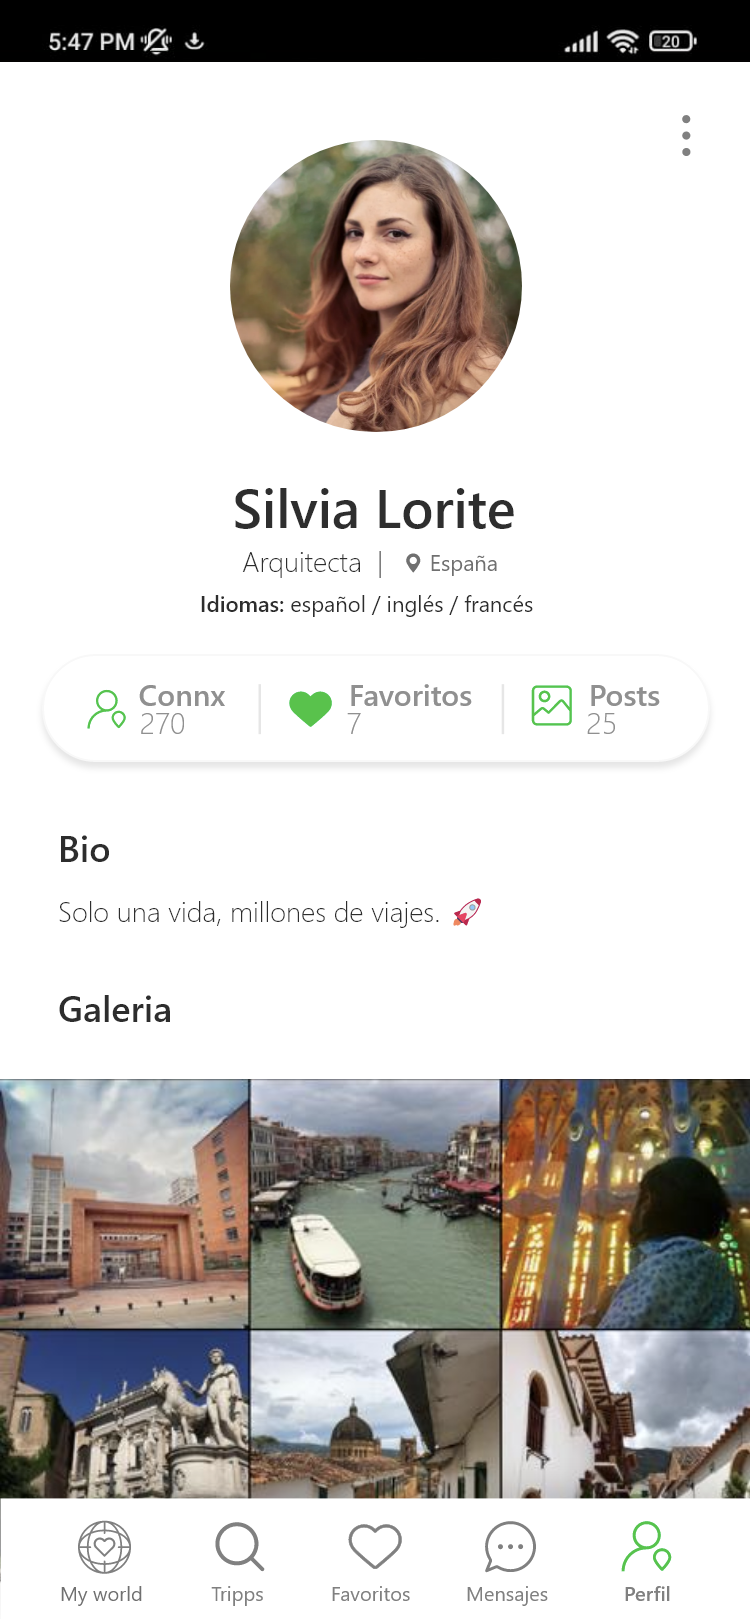 5:47 PM
20
Silvia Lorite
Arquitecta | España
Idiomas: español / inglés / francés
Connx Favoritos Posts
270 7 25
Bio
Solo una vida, millones de viajes. 🚀
Galeria
My world Tripps Favoritos Mensajes Perfil